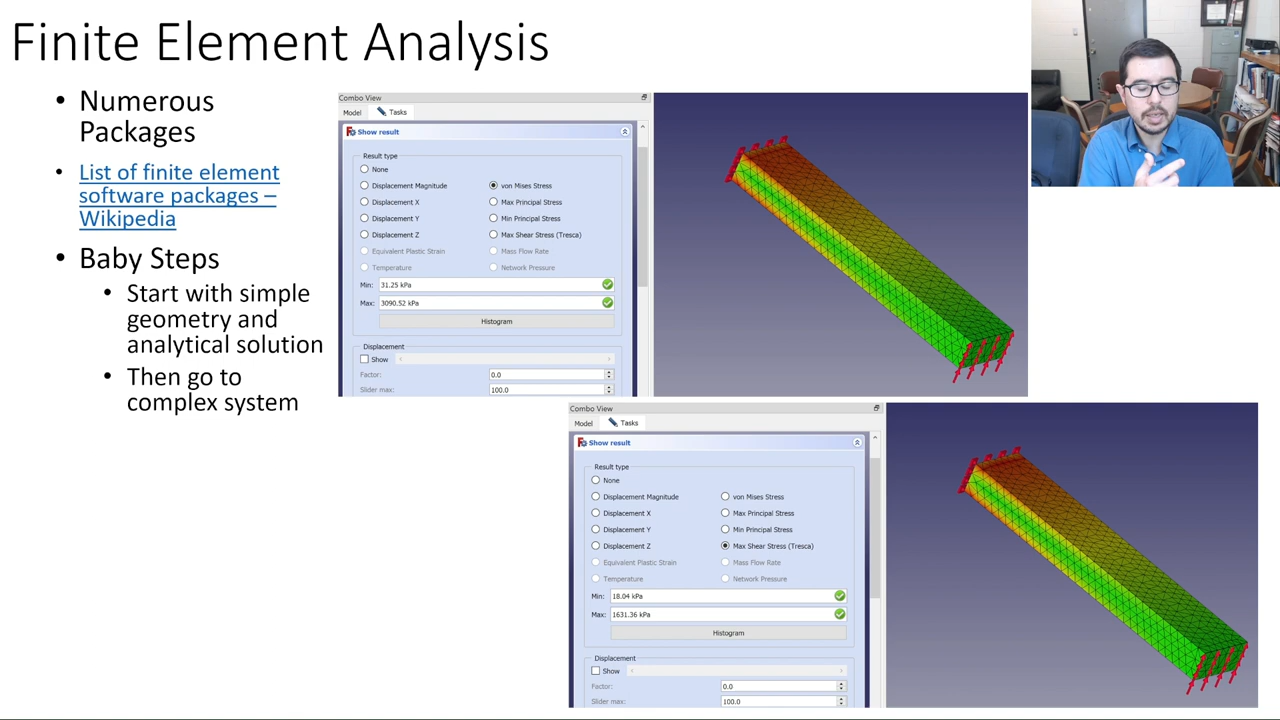 Finite Element Analysis
• Numerous
Packages
• List of finite element
software packages –
Wikipedia
• Baby Steps
• Start with simple
geometry and
analytical solution
• Then go to
complex system
Combo View
Model Tasks
Show result
Result type
None
Displacement Magnitude von Mises Stress
Displacement X Max Principal Stress
Displacement Y Min Principal Stress
Displacement Z Max Shear Stress (Tresca)
Equivalent Plastic Strain Mass Flow Rate
Temperature Network Pressure
Min: 31.25 kPa
Max: 3090.52 kPa
Histogram
Displacement
Show
Factor: 0.0
Slider max: 100.0
Combo View
Model Tasks
Show result
Result type
None
Displacement Magnitude von Mises Stress
Displacement X Max Principal Stress
Displacement Y Min Principal Stress
Displacement Z Max Shear Stress (Tresca)
Equivalent Plastic Strain Mass Flow Rate
Temperature Network Pressure
Min: 18.04 kPa
Max: 1631.36 kPa
Histogram
Displacement
Show
Factor: 0.0
Slider max: 100.0